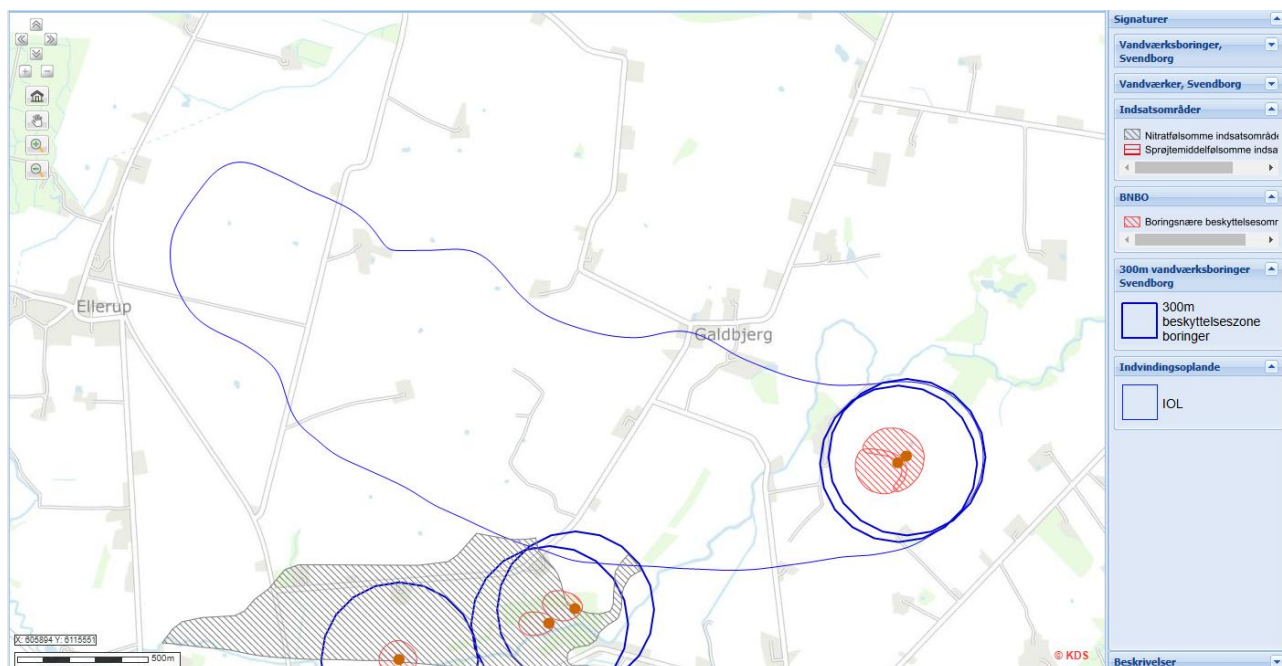 Signaturer
Vandværksboringer,
Svendborg
Vandværker, Svendborg
Indsatsområder
Nitratfølsomme indsatsområde
Sprøjtemiddelfølsomme indsa
BNBO
Boringsnære beskyttelsesomr
300m vandværksboringer
Svendborg
300m
beskyttelseszone
boringer
Indvindingsoplande
IOL
Beskrivelser
Ellerup
Galdbjerg
X: 605894 Y: 6115551
500m
© KDS